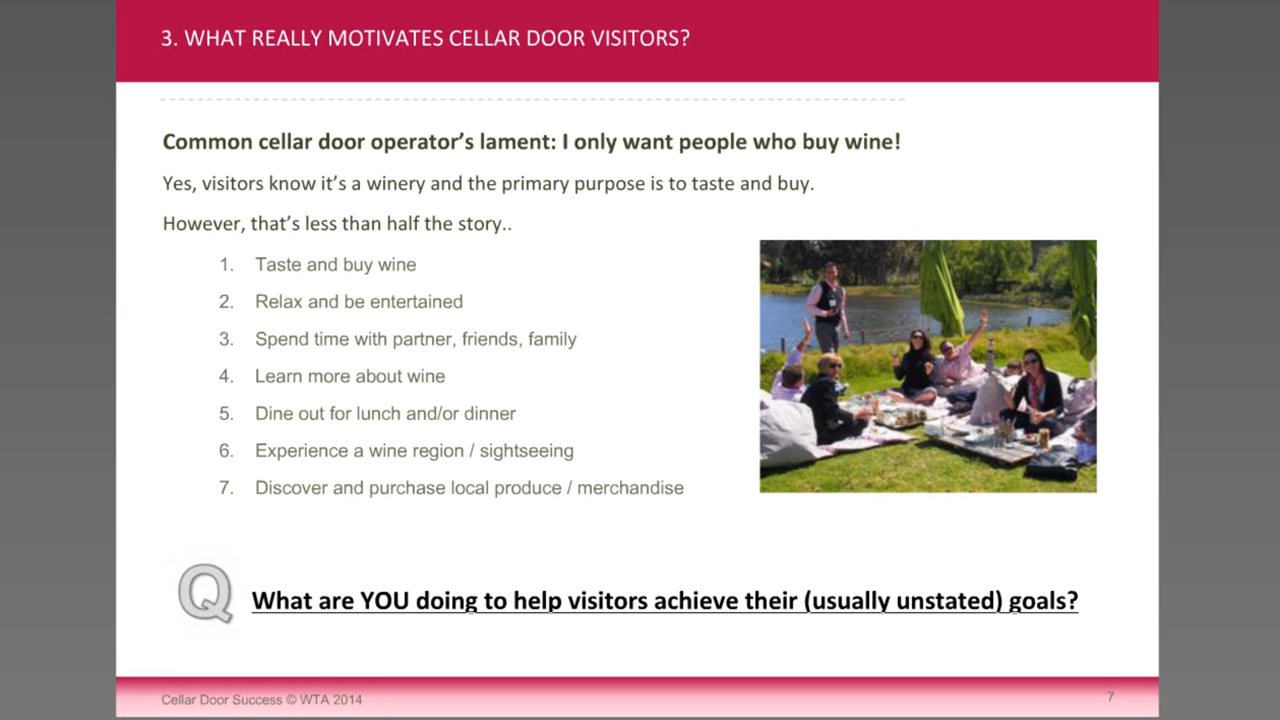 3. WHAT REALLY MOTIVATES CELLAR DOOR VISITORS?
Common cellar door operator’s lament: I only want people who buy wine!
Yes, visitors know it’s a winery and the primary purpose is to taste and buy.
However, that’s less than half the story..
1. Taste and buy wine
2. Relax and be entertained
3. Spend time with partner, friends, family
4. Learn more about wine
5. Dine out for lunch and/or dinner
6. Experience a wine region / sightseeing
7. Discover and purchase local produce / merchandise
Q What are YOU doing to help visitors achieve their (usually unstated) goals?
Cellar Door Success © WTA 2014 7